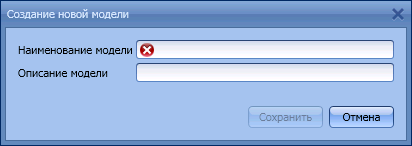 Создание новой модели
Наименование модели
Описание модели
Сохранить Отмена